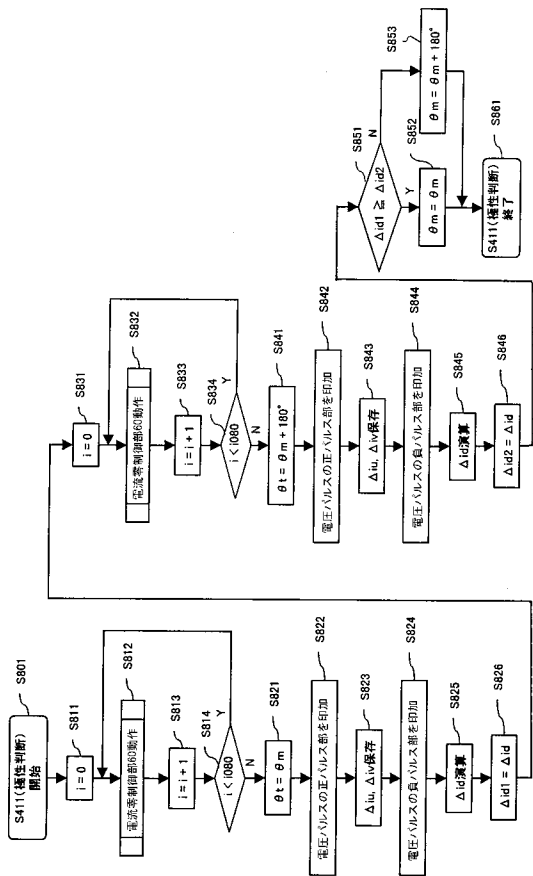 S801
S411(極性判断)
開始
S811
i = 0
S812
電流零制御部60動作
S813
i = i + 1
S814
i < i080
Y
N
S821
θt = θm
S822
電圧パルスの正パルス部を印加
S823
Δiu, Δiv保存
S824
電圧パルスの負パルス部を印加
S825
Δid演算
S826
Δid1 = Δid
S831
i = 0
S832
電流零制御部60動作
S833
i = i + 1
S834
i < i080
Y
N
S841
θt = θm + 180°
S842
電圧パルスの正パルス部を印加
S843
Δiu, Δiv保存
S844
電圧パルスの負パルス部を印加
S845
Δid演算
S846
Δid2 = Δid
S851
Δid1 ≧ Δid2
N
Y
S852
θm = θm
S853
θm = θm + 180°
S861
S411(極性判断)
終了